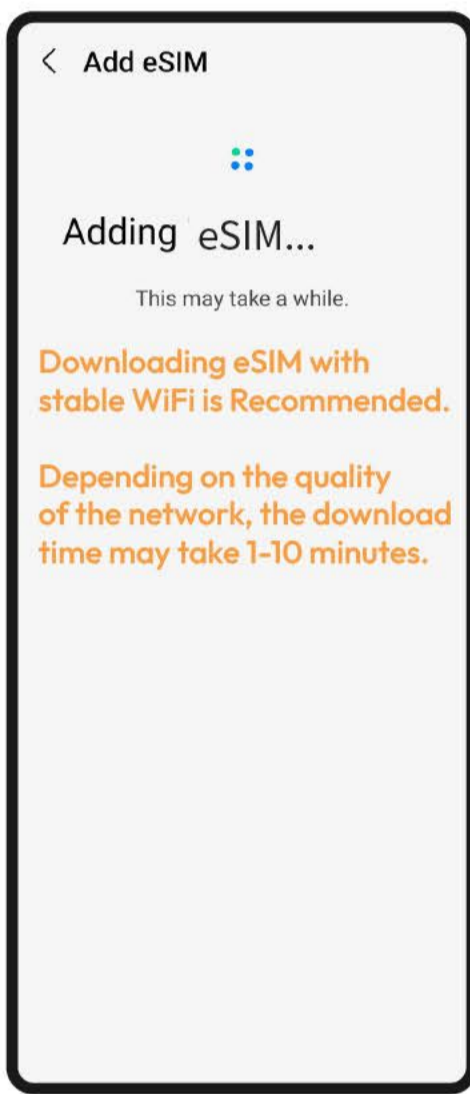 Add eSIM
Adding eSIM...
This may take a while.
Downloading eSIM with
stable WiFi is Recommended.
Depending on the quality
of the network, the download
time may take 1-10 minutes.